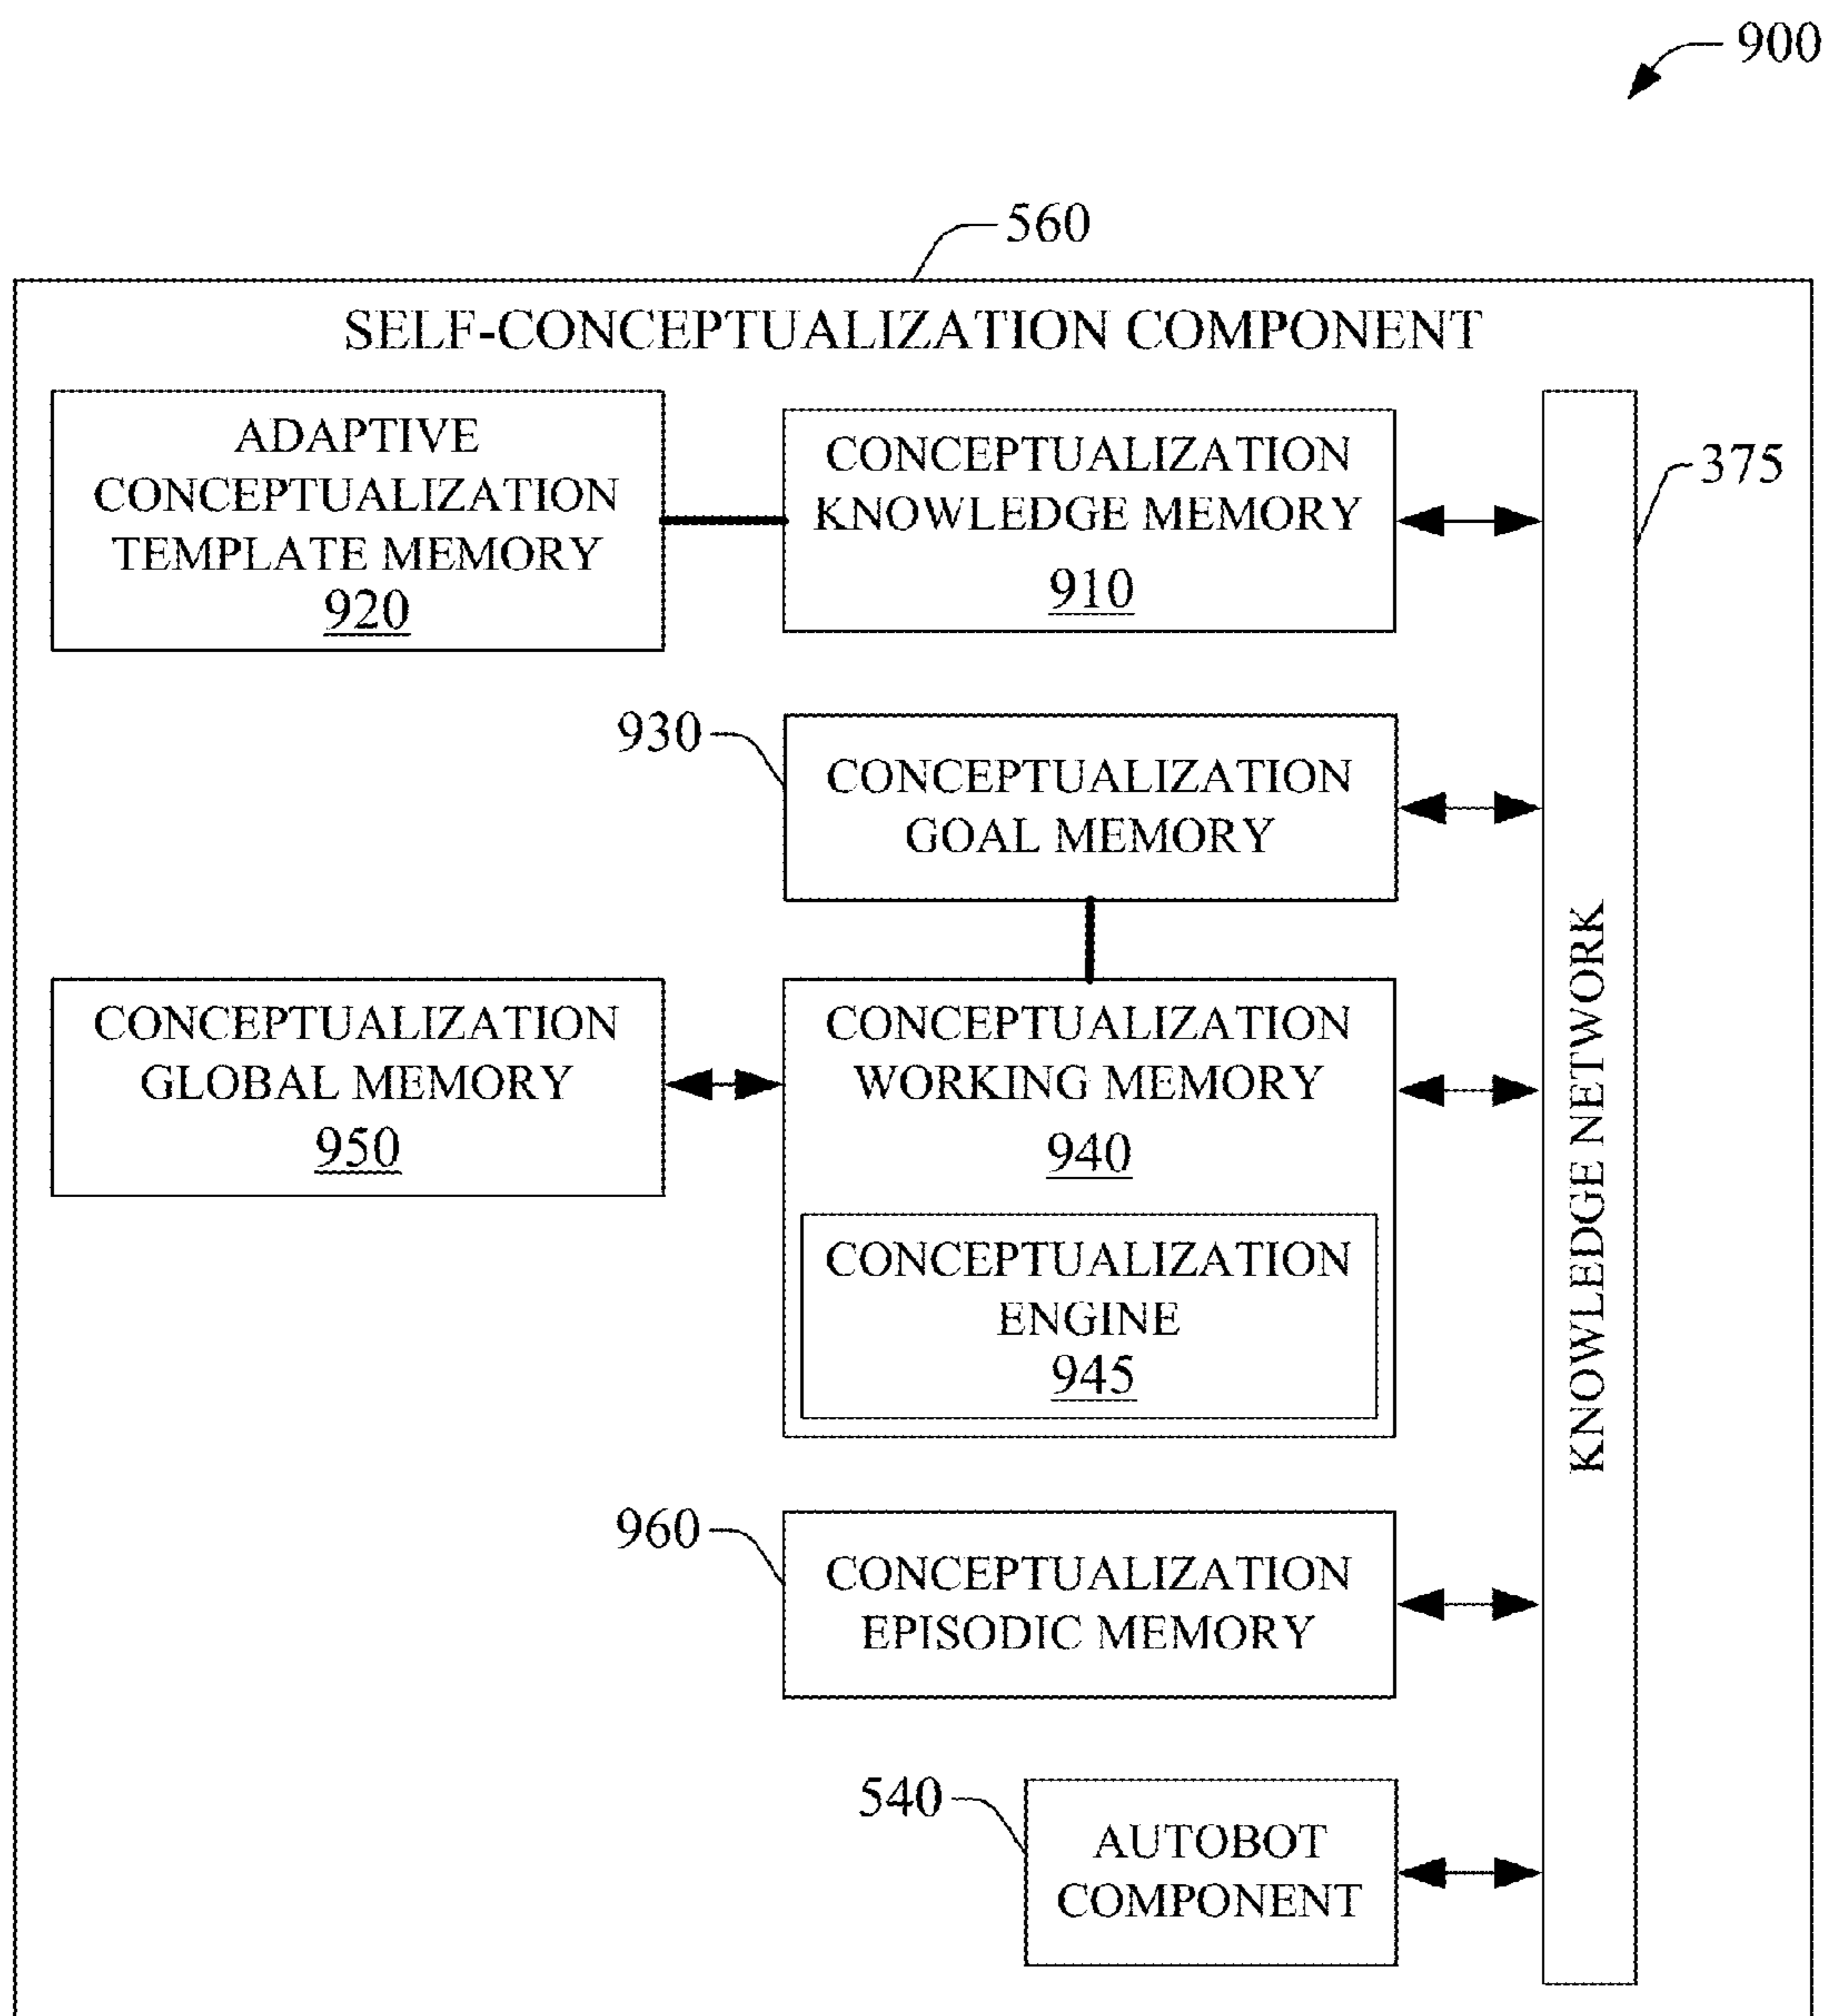 900
560
SELF-CONCEPTUALIZATION COMPONENT
ADAPTIVE
CONCEPTUALIZATION
TEMPLATE MEMORY
920
CONCEPTUALIZATION
KNOWLEDGE MEMORY
910
375
930
CONCEPTUALIZATION
GOAL MEMORY
CONCEPTUALIZATION
GLOBAL MEMORY
950
CONCEPTUALIZATION
WORKING MEMORY
940
CONCEPTUALIZATION
ENGINE
945
KNOWLEDGE NETWORK
960
CONCEPTUALIZATION
EPISODIC MEMORY
540
AUTOBOT
COMPONENT